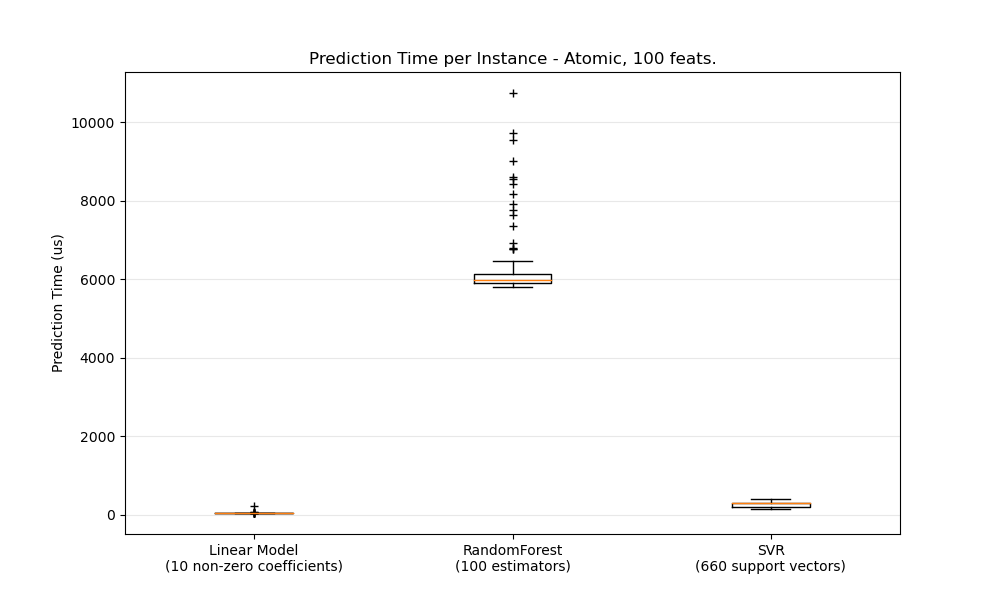 Prediction Time per Instance - Atomic, 100 feats.
Prediction Time (us)
10000
8000
6000
4000
2000
0
Linear Model
(10 non-zero coefficients)
RandomForest
(100 estimators)
SVR
(660 support vectors)